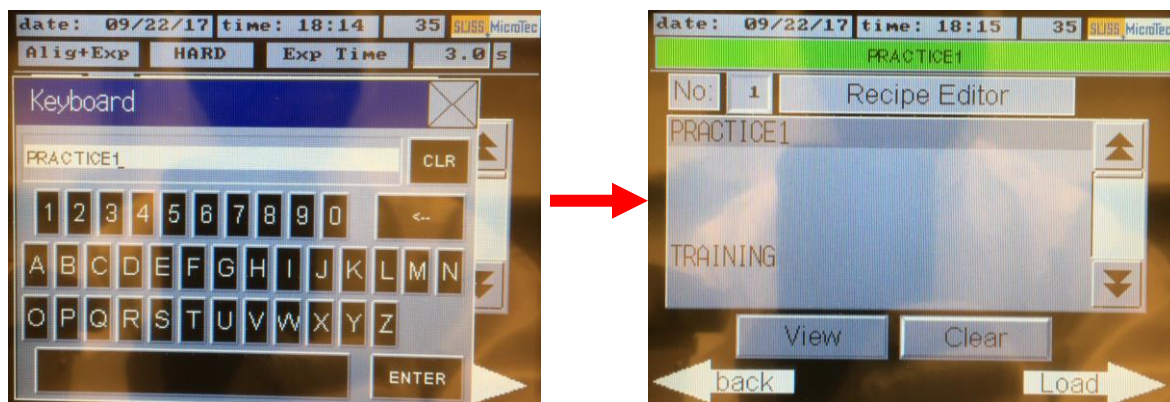 date: 09/22/17 time: 18:14 35 SUSS MicroTec
Alig+Exp HARD Exp Time 3.0 s
Keyboard
PRACTICE1_
CLR
1 2 3 4 5 6 7 8 9 0 <--
A B C D E F G H I J K L M N
O P Q R S T U V W X Y Z
ENTER
date: 09/22/17 time: 18:15 35 SUSS MicroTec
PRACTICE1
No: 1 Recipe Editor
PRACTICE1
TRAINING
View Clear
back Load